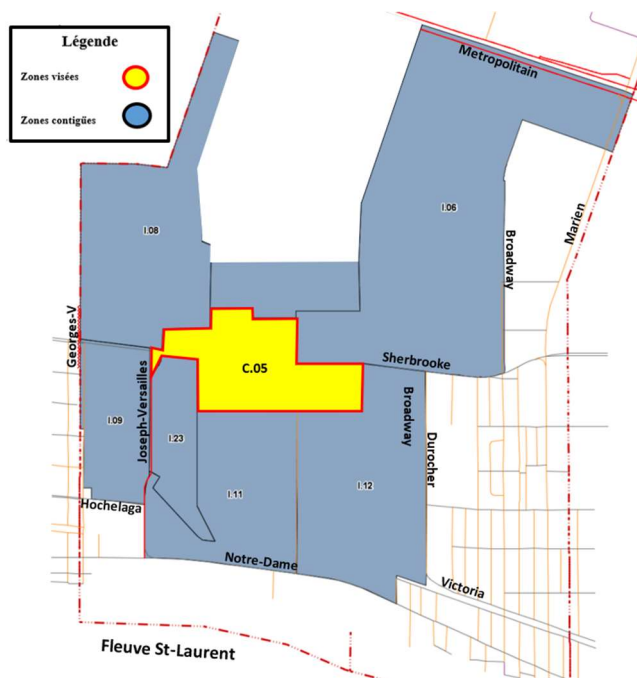 Légende
Zones visées
Zones contigües
Metropolitain
I.08
I.06
Broadway
Marien
Georges-V
Sherbrooke
C.05
Joseph-Versailles
Broadway
I.09
I.23
Durocher
I.11
I.12
Hochelaga
Notre-Dame
Victoria
Fleuve St-Laurent